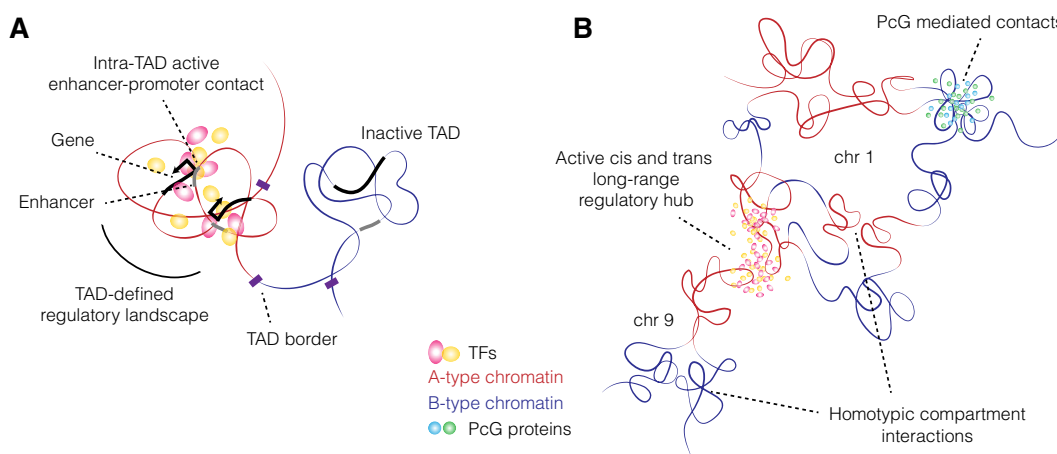 A
Intra-TAD active
enhancer-promoter contact
Gene
Enhancer
Inactive TAD
TAD-defined
regulatory landscape
TAD border
TFs
A-type chromatin
B-type chromatin
PcG proteins
B
PcG mediated contacts
chr 1
Active cis and trans
long-range
regulatory hub
chr 9
Homotypic compartment
interactions